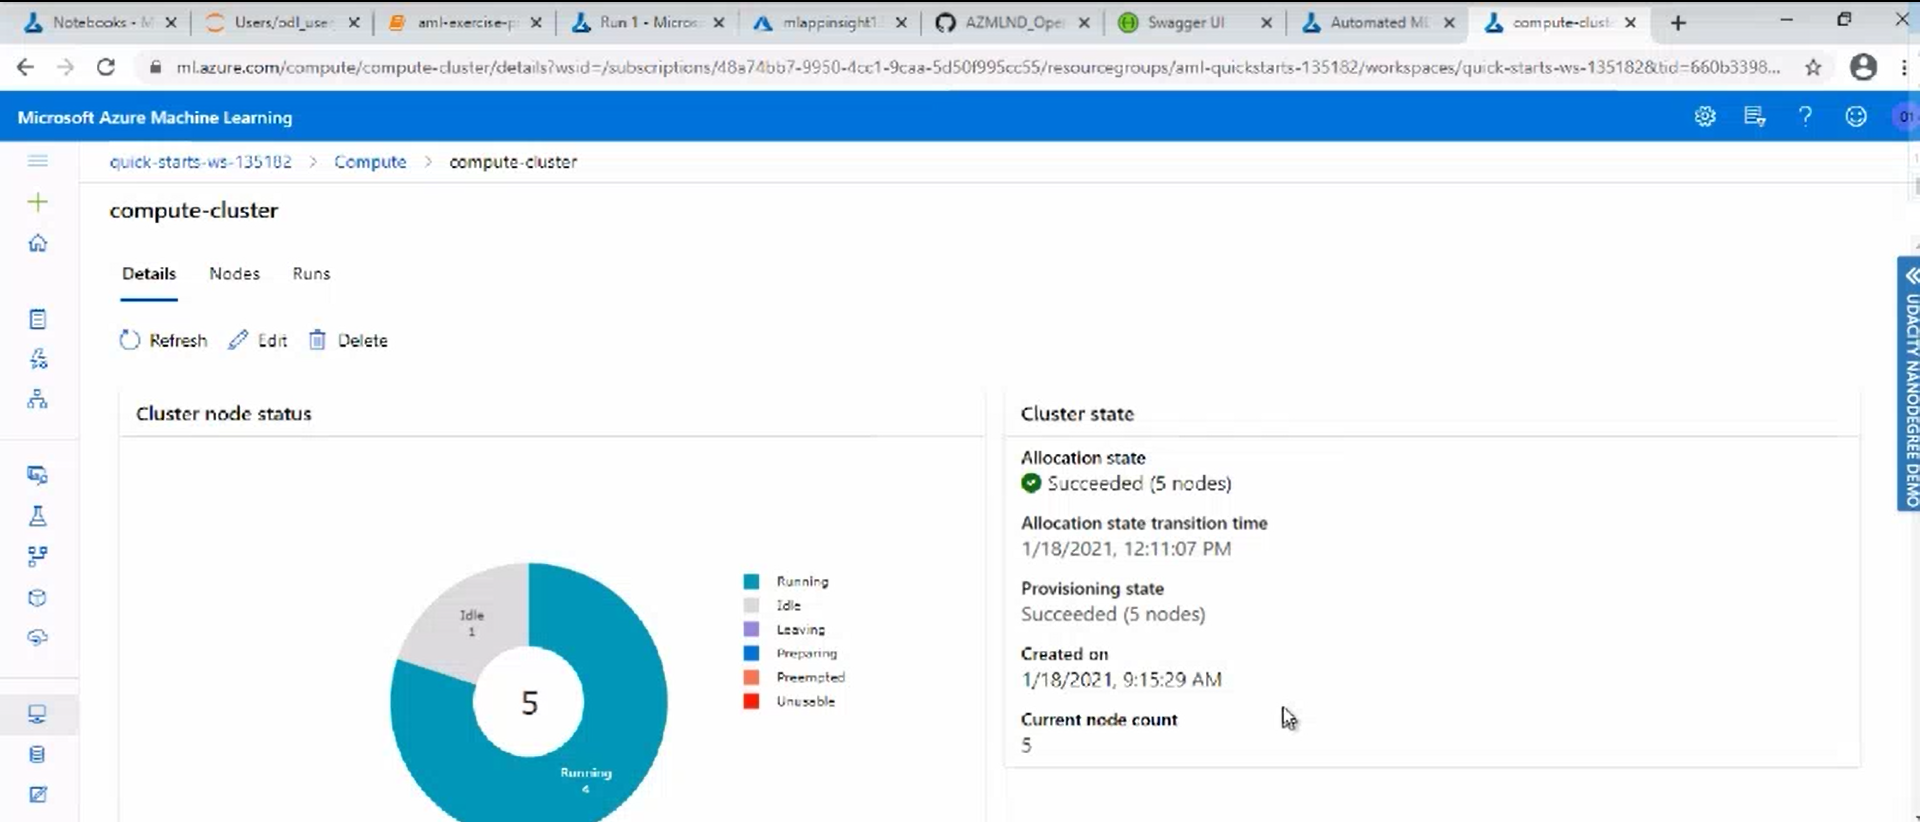 Notebooks - M
Users/odl_use
aml-exercise-p
Run 1 - Micros
mlappinsight1
AZMLND_Ope
Swagger UI
Automated ML
compute-clust
ml.azure.com/compute/compute-cluster/details?wsid=/subscriptions/48a74bb7-9950-4cc1-9caa-5d50f995cc55/resourcegroups/aml-quickstarts-135182/workspaces/quick-starts-ws-135182&tid=660b3398...
Microsoft Azure Machine Learning
01
quick-starts-ws-135182 > Compute > compute-cluster
compute-cluster
Details Nodes Runs
Refresh Edit Delete
Cluster node status
Idle
1
5
Running
4
Running
Idle
Leaving
Preparing
Preempted
Unusable
Cluster state
Allocation state
Succeeded (5 nodes)
Allocation state transition time
1/18/2021, 12:11:07 PM
Provisioning state
Succeeded (5 nodes)
Created on
1/18/2021, 9:15:29 AM
Current node count
5
UDACITY NANODEGREE DEMO